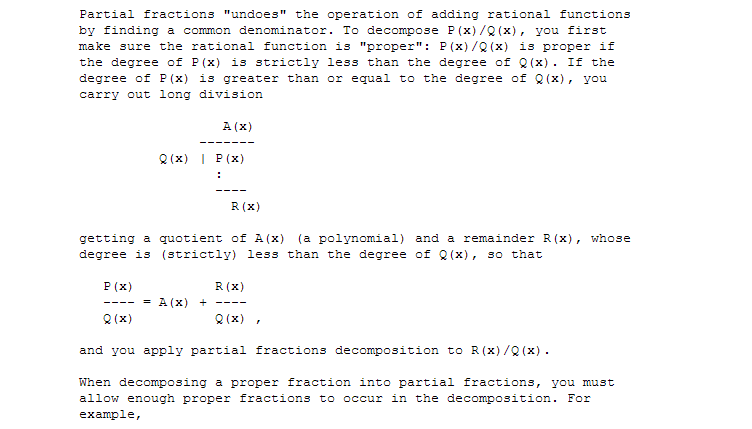 Partial fractions "undoes" the operation of adding rational functions
by finding a common denominator. To decompose P(x)/Q(x), you first
make sure the rational function is "proper": P(x)/Q(x) is proper if
the degree of P(x) is strictly less than the degree of Q(x). If the
degree of P(x) is greater than or equal to the degree of Q(x), you
carry out long division
A(x)
-------
Q(x) | P(x)
:
----
R(x)
getting a quotient of A(x) (a polynomial) and a remainder R(x), whose
degree is (strictly) less than the degree of Q(x), so that
P(x) R(x)
---- = A(x) + ----
Q(x) Q(x) ,
and you apply partial fractions decomposition to R(x)/Q(x).
When decomposing a proper fraction into partial fractions, you must
allow enough proper fractions to occur in the decomposition. For
example,